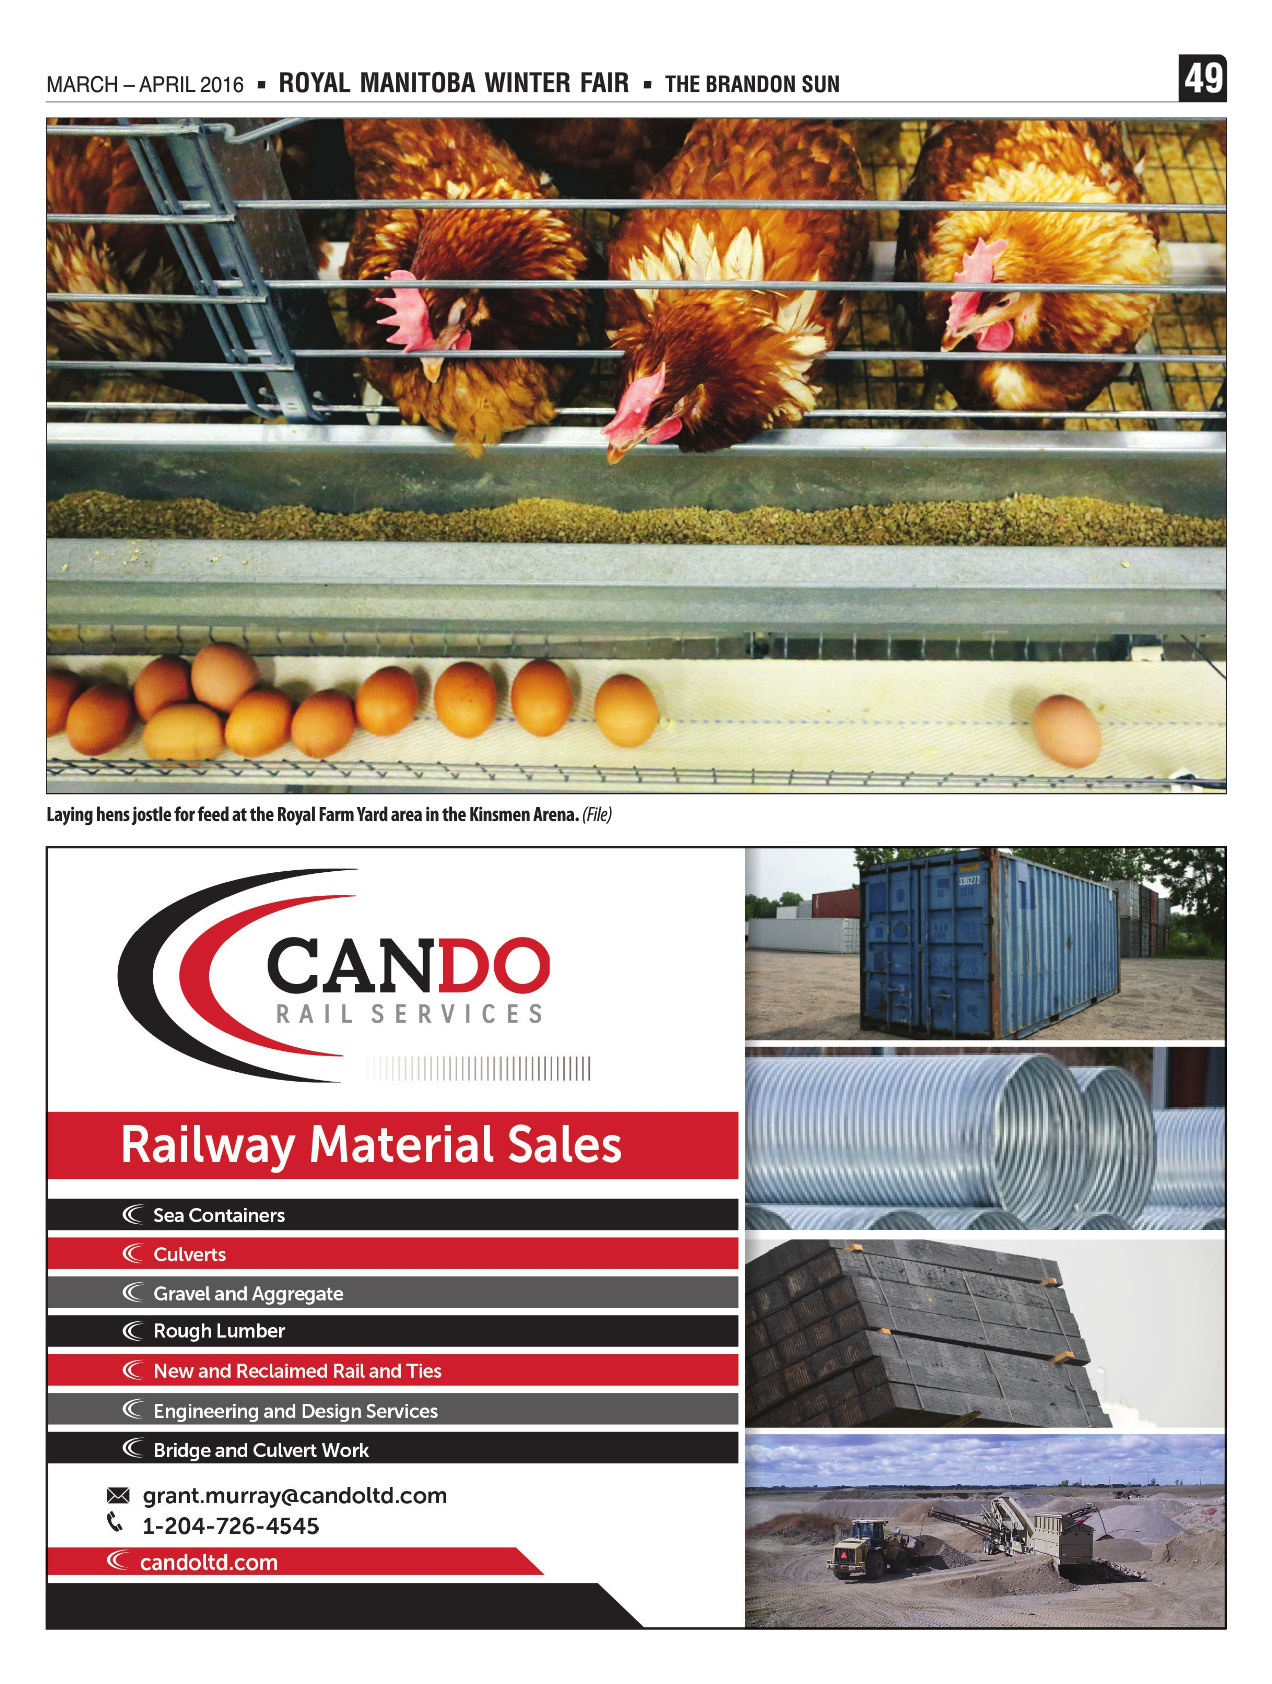 MARCH – APRIL 2016 ▪ ROYAL MANITOBA WINTER FAIR ▪ THE BRANDON SUN
49
Laying hens jostle for feed at the Royal Farm Yard area in the Kinsmen Arena. (File)
CANDO
RAIL SERVICES
336272
Railway Material Sales
Sea Containers
Culverts
Gravel and Aggregate
Rough Lumber
New and Reclaimed Rail and Ties
Engineering and Design Services
Bridge and Culvert Work
grant.murray@candoltd.com
1-204-726-4545
candoltd.com